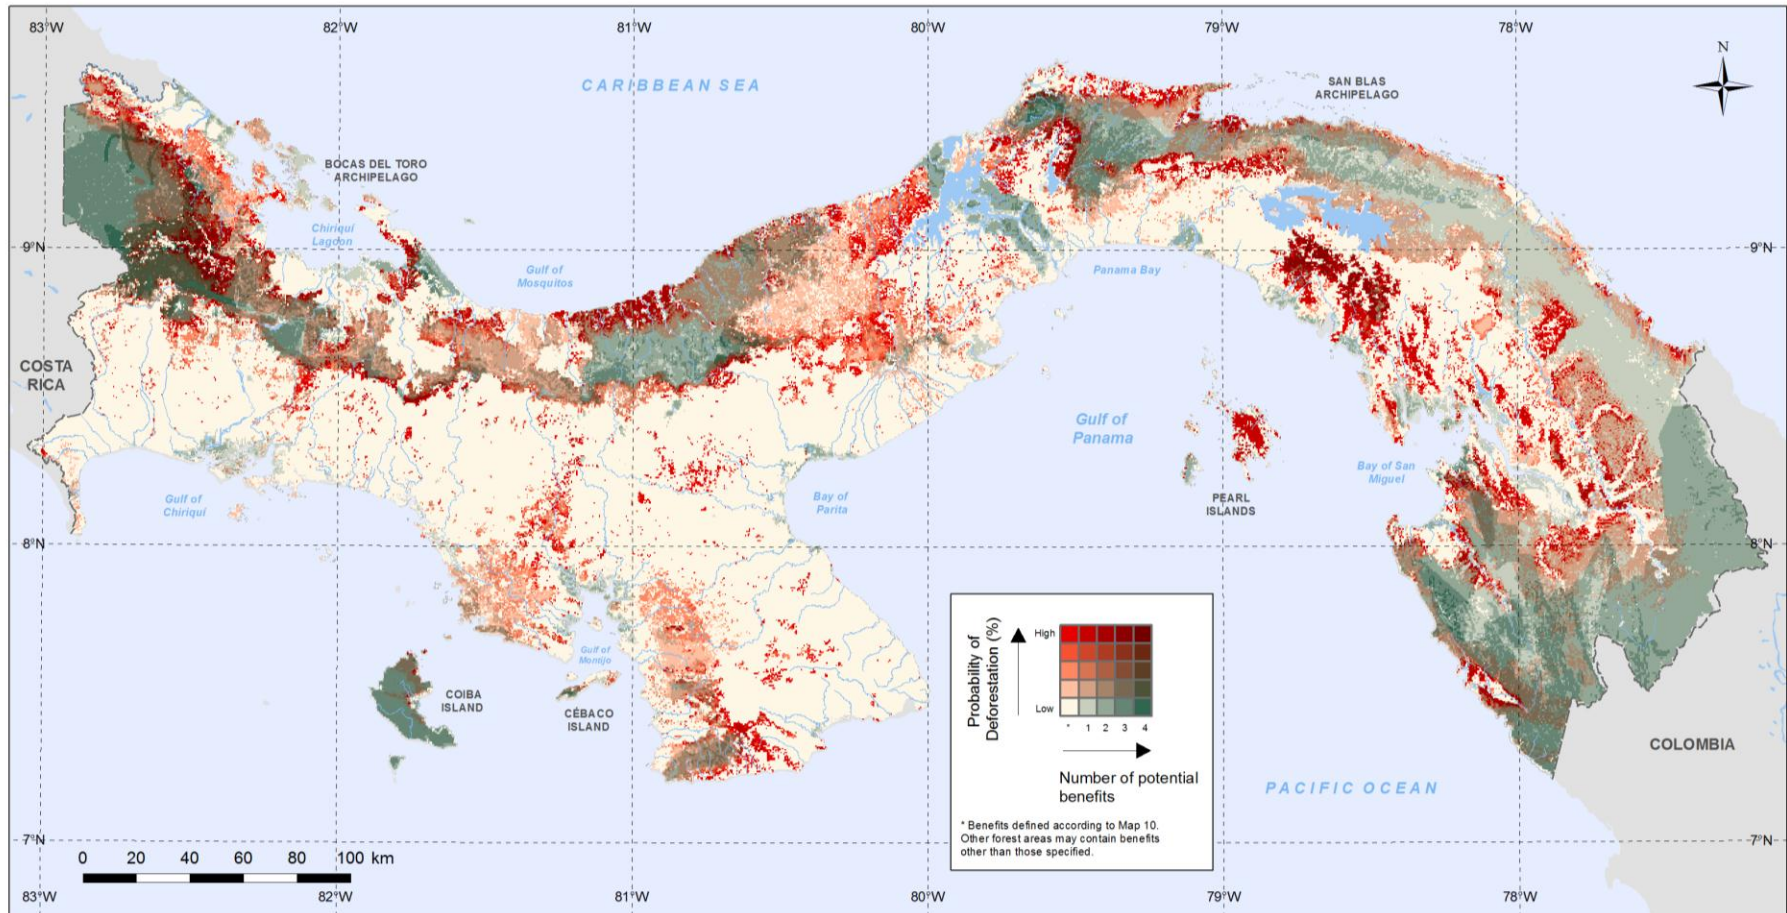 83°W 82°W 81°W 80°W 79°W 78°W
N
CARIBBEAN SEA
SAN BLAS
ARCHIPELAGO
BOCAS DEL TORO
ARCHIPELAGO
Chiriquí
Lagoon
9°N
9°N
Gulf of
Mosquitos
Panama Bay
COSTA
RICA
Gulf of
Panama
Gulf of
Chiriquí
Bay of
Parita
PEARL
ISLANDS
Bay of San
Miguel
8°N
8°N
Gulf of
Montijo
COIBA
ISLAND
CÉBACO
ISLAND
Probability of
Deforestation (%)
High
Low
* 1 2 3 4
Number of potential
benefits
* Benefits defined according to Map 10.
Other forest areas may contain benefits
other than those specified.
COLOMBIA
PACIFIC OCEAN
7°N
7°N
0 20 40 60 80 100 km
83°W 82°W 81°W 80°W 79°W 78°W